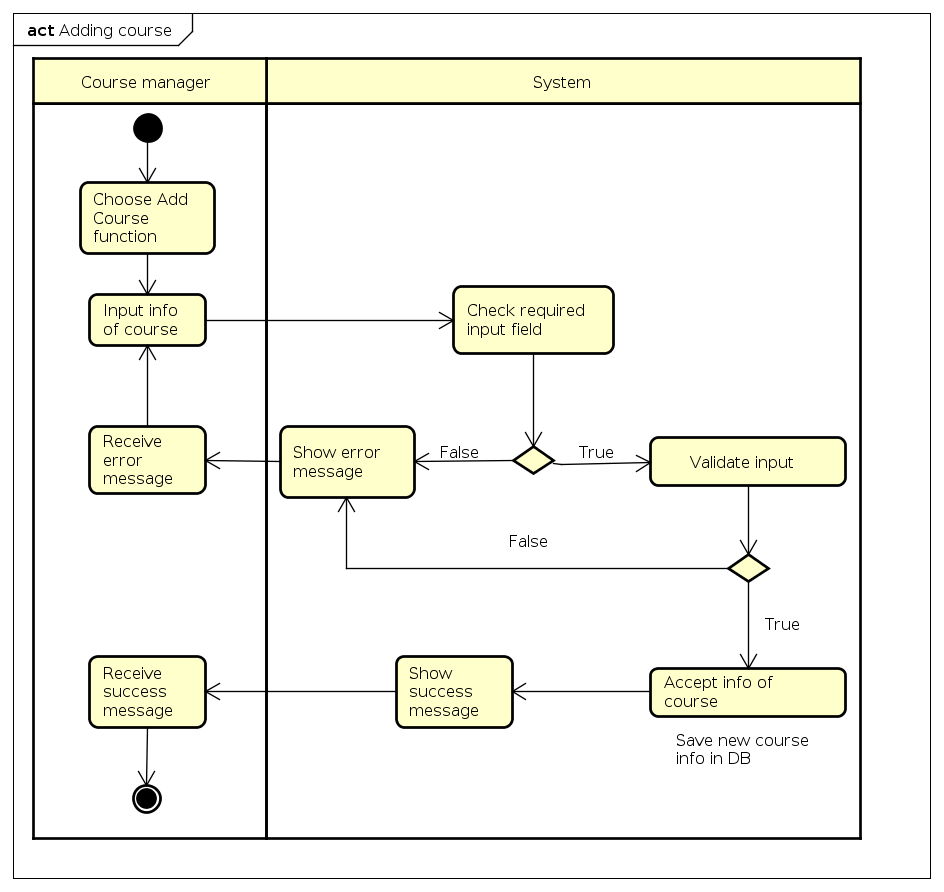 act Adding course
Course manager
System
Choose Add
Course
function
Input info
of course
Check required
input field
Receive
error
message
Show error
message
False
True
Validate input
False
True
Receive
success
message
Show
success
message
Accept info of
course
Save new course
info in DB